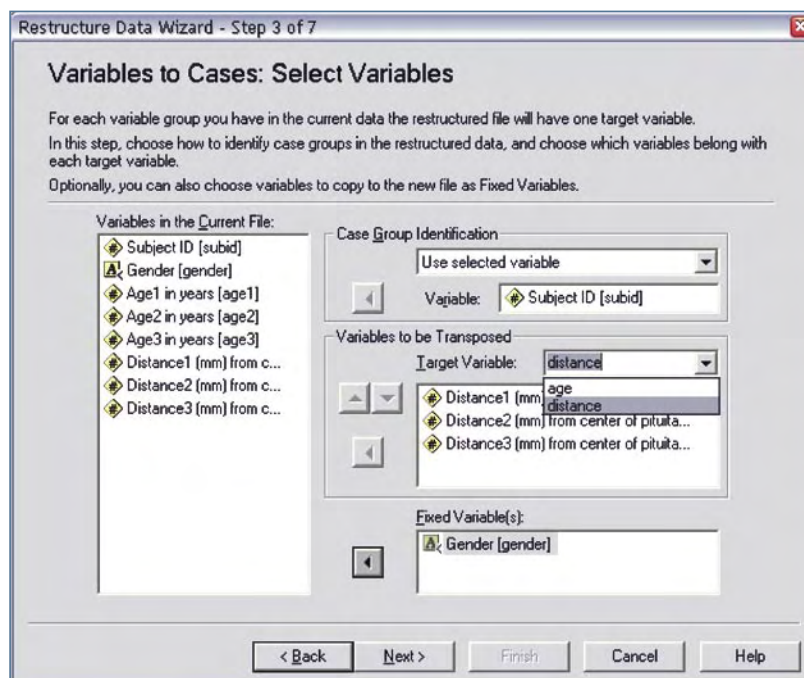 Restructure Data Wizard - Step 3 of 7
Variables to Cases: Select Variables
For each variable group you have in the current data the restructured file will have one target variable.
In this step, choose how to identify case groups in the restructured data, and choose which variables belong with
each target variable.
Optionally, you can also choose variables to copy to the new file as Fixed Variables.
Variables in the Current File:
Subject ID [subid]
Gender [gender]
Age1 in years [age1]
Age2 in years [age2]
Age3 in years [age3]
Distance1 (mm) from c...
Distance2 (mm) from c...
Distance3 (mm) from c...
Case Group Identification
Use selected variable
Variable: Subject ID [subid]
Variables to be Transposed
Target Variable: distance
age
distance
Distance1 (mm)
Distance2 (mm) from center of pituita...
Distance3 (mm) from center of pituita...
Fixed Variable(s):
Gender [gender]
< Back
Next >
Finish
Cancel
Help